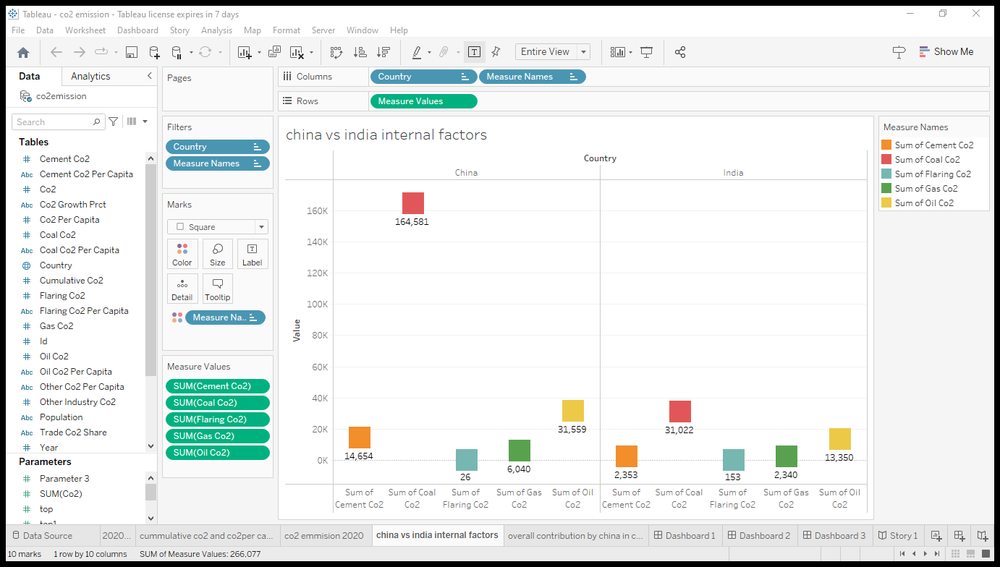 Tableau - co2 emission - Tableau license expires in 7 days
File Data Worksheet Dashboard Story Analysis Map Format Server Window Help
Entire View
Show Me
Data Analytics
co2emission
Search
Tables
# Cement Co2
Abc Cement Co2 Per Capita
# Co2
Abc Co2 Growth Prct
# Co2 Per Capita
# Coal Co2
Abc Coal Co2 Per Capita
Country
# Cumulative Co2
# Flaring Co2
Abc Flaring Co2 Per Capita
# Gas Co2
# Id
# Oil Co2
Abc Oil Co2 Per Capita
Abc Other Co2 Per Capita
# Other Industry Co2
Abc Population
Abc Trade Co2 Share
# Year
Parameters
# Parameter 3
# SUM(Co2)
# top
# top1
Pages
Filters
Country
Measure Names
Marks
Square
Color Size Label
Detail Tooltip
Measure Na..
Measure Values
SUM(Cement Co2)
SUM(Coal Co2)
SUM(Flaring Co2)
SUM(Gas Co2)
SUM(Oil Co2)
Columns Country Measure Names
Rows Measure Values
china vs india internal factors
Country
China India
Value
160K
140K
120K
100K
80K
60K
40K
20K
0K
164,581
14,654
26
6,040
31,559
2,353
31,022
153
2,340
13,350
Sum of Sum of Coal Sum of Sum of Gas Sum of Oil Sum of Sum of Coal Sum of Sum of Gas Sum of Oil
Cement Co2 Co2 Flaring Co2 Co2 Co2 Cement Co2 Co2 Flaring Co2 Co2 Co2
Measure Names
Sum of Cement Co2
Sum of Coal Co2
Sum of Flaring Co2
Sum of Gas Co2
Sum of Oil Co2
Data Source 2020... cummulative co2 and co2per ca... co2 emmision 2020 china vs india internal factors overall contribution by china in c... Dashboard 1 Dashboard 2 Dashboard 3 Story 1
10 marks 1 row by 10 columns SUM of Measure Values: 266,077